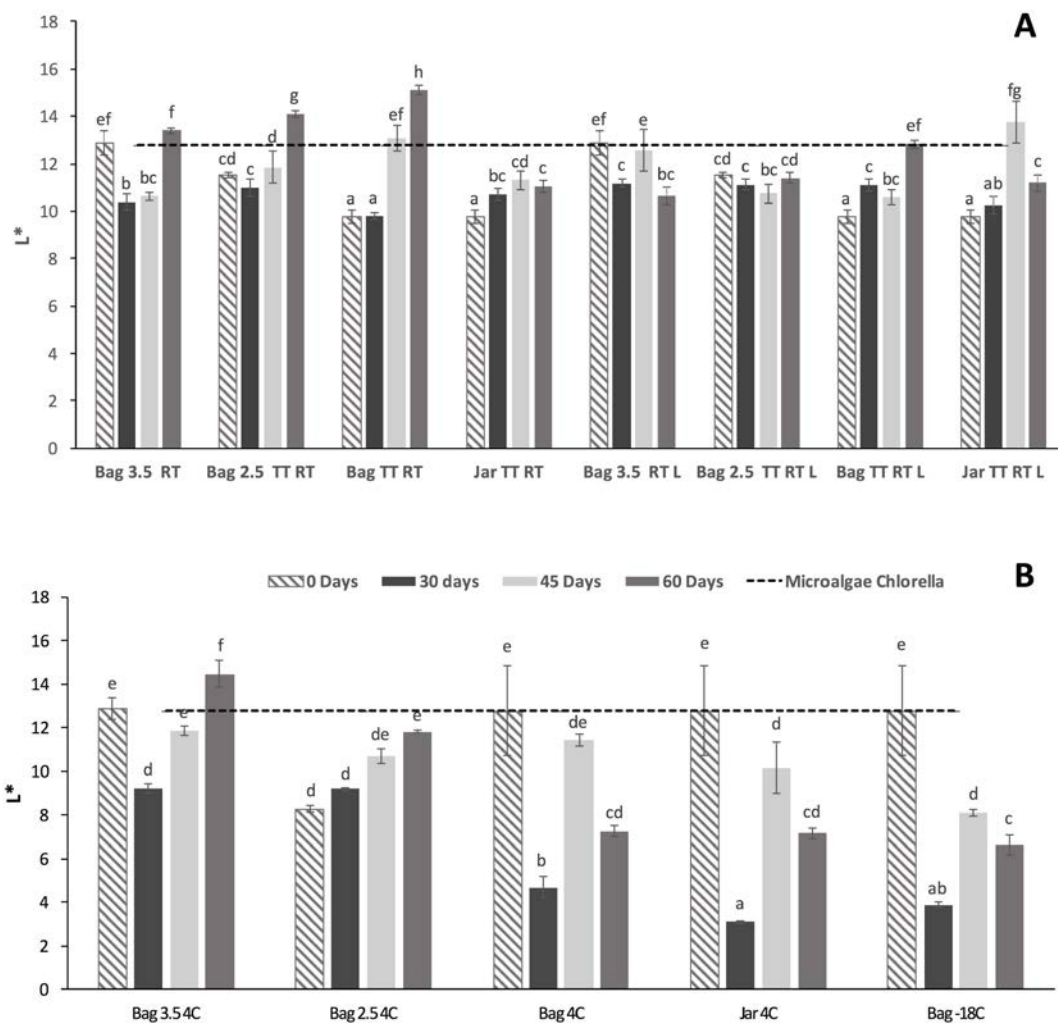 A
18
16
14
12
10
8
6
4
2
0
L*
ef b bc f
cd c d g
a a ef h
a bc cd c
ef c e bc
cd c bc cd
a c bc ef
a ab fg c
Bag 3.5 RT Bag 2.5 TT RT Bag TT RT Jar TT RT Bag 3.5 RT L Bag 2.5 TT RT L Bag TT RT L Jar TT RT L
B
0 Days 30 days 45 Days 60 Days Microalgae Chlorella
18
16
14
12
10
8
6
4
2
0
L*
e d e f
d d de e
e b de cd
e a d cd
e ab d c
Bag 3.5 4C Bag 2.5 4C Bag 4C Jar 4C Bag -18C